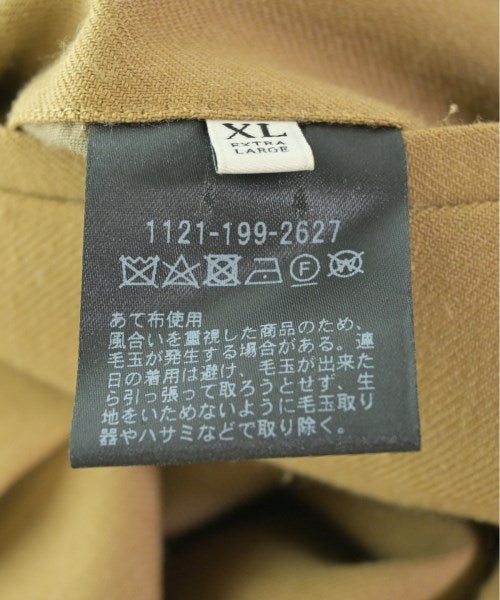 XL
EXTRA
LARGE
1121-199-2627
F W
あて布使用
風合いを重視した商品のため、
毛玉が発生する場合がある。連
日の着用は避け、毛玉が出来た
ら引っ張って取ろうとせず、生
地をいためないように毛玉取り
器やハサミなどで取り除く。